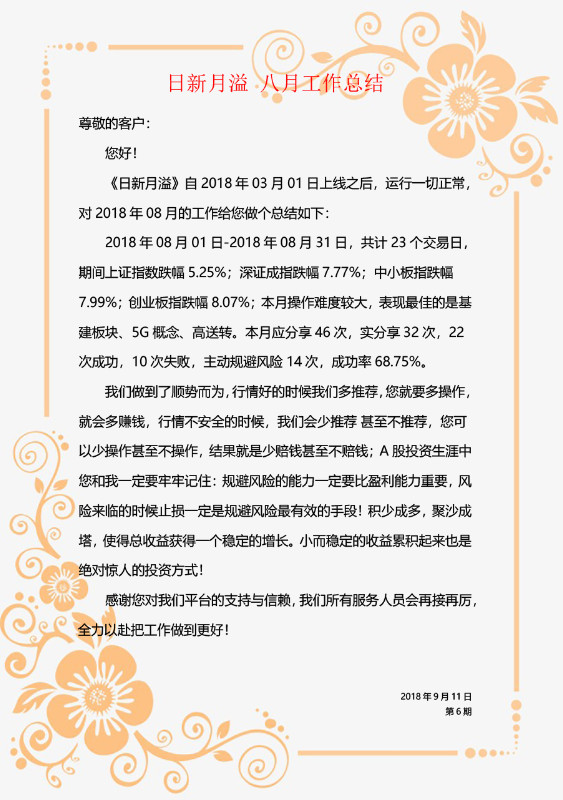 日新月溢 八月工作总结
尊敬的客户：
您好！
《日新月溢》自 2018 年 03 月 01 日上线之后，运行一切正常，
对 2018 年 08 月的工作给您做个总结如下：
2018 年 08 月 01 日-2018 年 08 月 31 日，共计 23 个交易日，
期间上证指数跌幅 5.25%；深证成指跌幅 7.77%；中小板指跌幅
7.99%；创业板指跌幅 8.07%；本月操作难度较大，表现最佳的是基
建板块、5G 概念、高送转。本月应分享 46 次，实分享 32 次，22
次成功，10 次失败，主动规避风险 14 次，成功率 68.75%。
我们做到了顺势而为，行情好的时候我们多推荐，您就要多操作，
就会多赚钱，行情不安全的时候，我们会少推荐 甚至不推荐，您可
以少操作甚至不操作，结果就是少赔钱甚至不赔钱；A 股投资生涯中
您和我一定要牢牢记住：规避风险的能力一定要比盈利能力重要，风
险来临的时候止损一定是规避风险最有效的手段！积少成多，聚沙成
塔，使得总收益获得一个稳定的增长。小而稳定的收益累积起来也是
绝对惊人的投资方式！
感谢您对我们平台的支持与信赖，我们所有服务人员会再接再厉，
全力以赴把工作做到更好！
2018 年 9 月 11 日
第 6 期